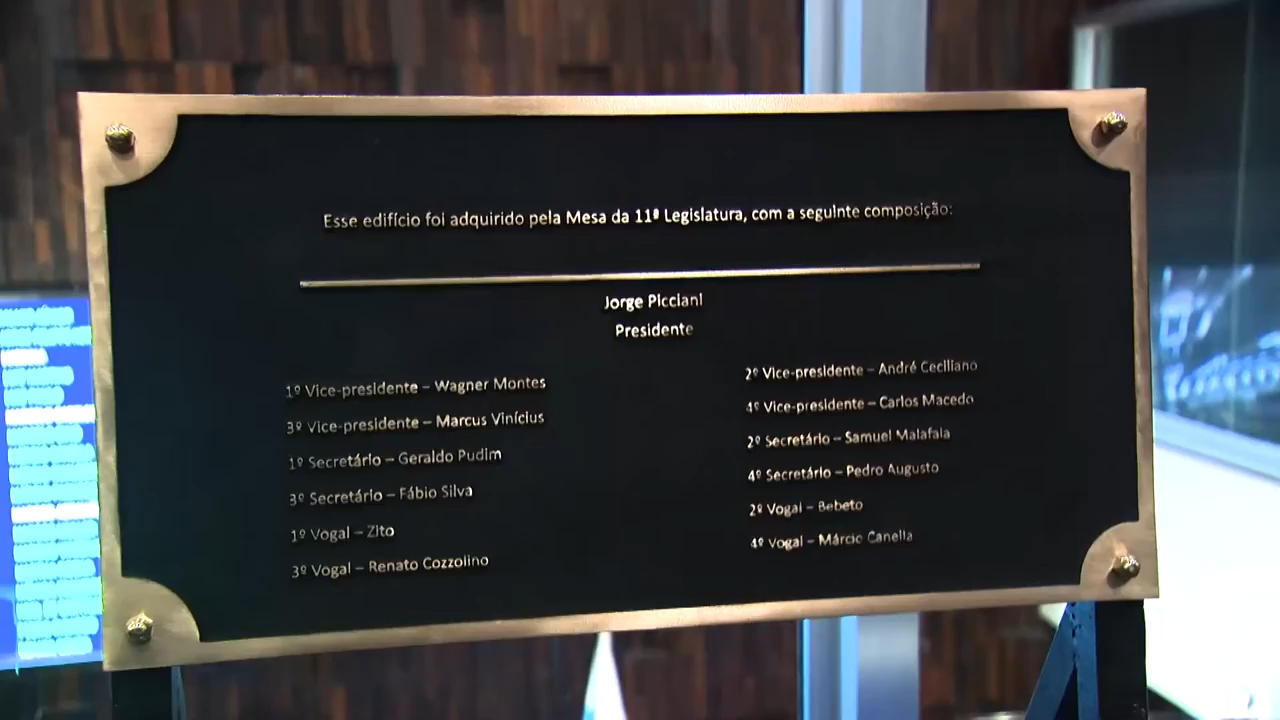 Esse edifício foi adquirido pela Mesa da 11ª Legislatura, com a seguinte composição:
Jorge Picciani
Presidente
1º Vice-presidente – Wagner Montes
2º Vice-presidente – André Ceciliano
3º Vice-presidente – Marcus Vinícius
4º Vice-presidente – Carlos Macedo
1º Secretário – Geraldo Pudim
2º Secretário – Samuel Malafaia
3º Secretário – Fábio Silva
4º Secretário – Pedro Augusto
1º Vogal – Zito
2º Vogal – Bebeto
3º Vogal – Renato Cozzolino
4º Vogal – Márcio Canella